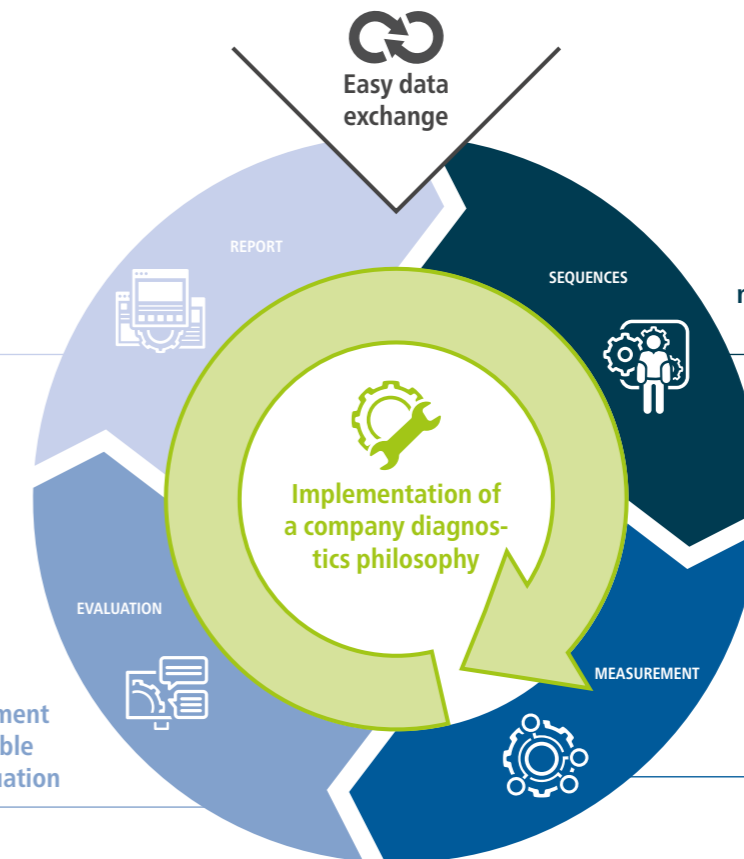 Easy data
exchange
REPORT
SEQUENCES
Implementation of
a company diagnos-
tics philosophy
EVALUATION
MEASUREMENT